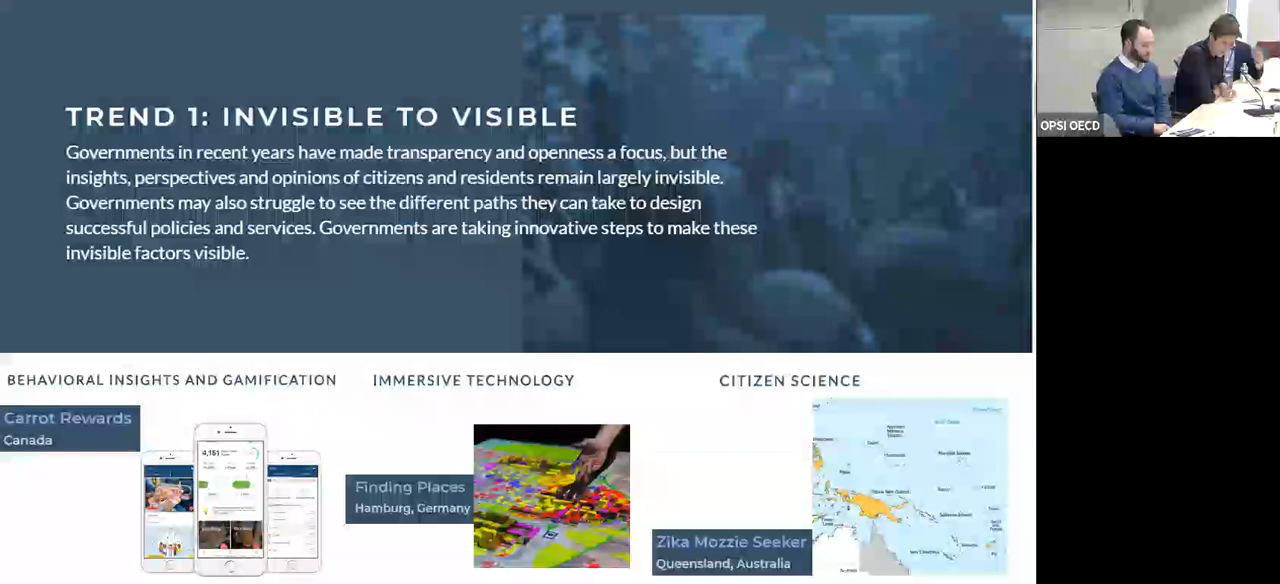 TREND 1: INVISIBLE TO VISIBLE
Governments in recent years have made transparency and openness a focus, but the
insights, perspectives and opinions of citizens and residents remain largely invisible.
Governments may also struggle to see the different paths they can take to design
successful policies and services. Governments are taking innovative steps to make these
invisible factors visible.
OPSI OECD
BEHAVIORAL INSIGHTS AND GAMIFICATION
Carrot Rewards
Canada
4,151
IMMERSIVE TECHNOLOGY
Finding Places
Hamburg, Germany
CITIZEN SCIENCE
Zika Mozzie Seeker
Queensland, Australia